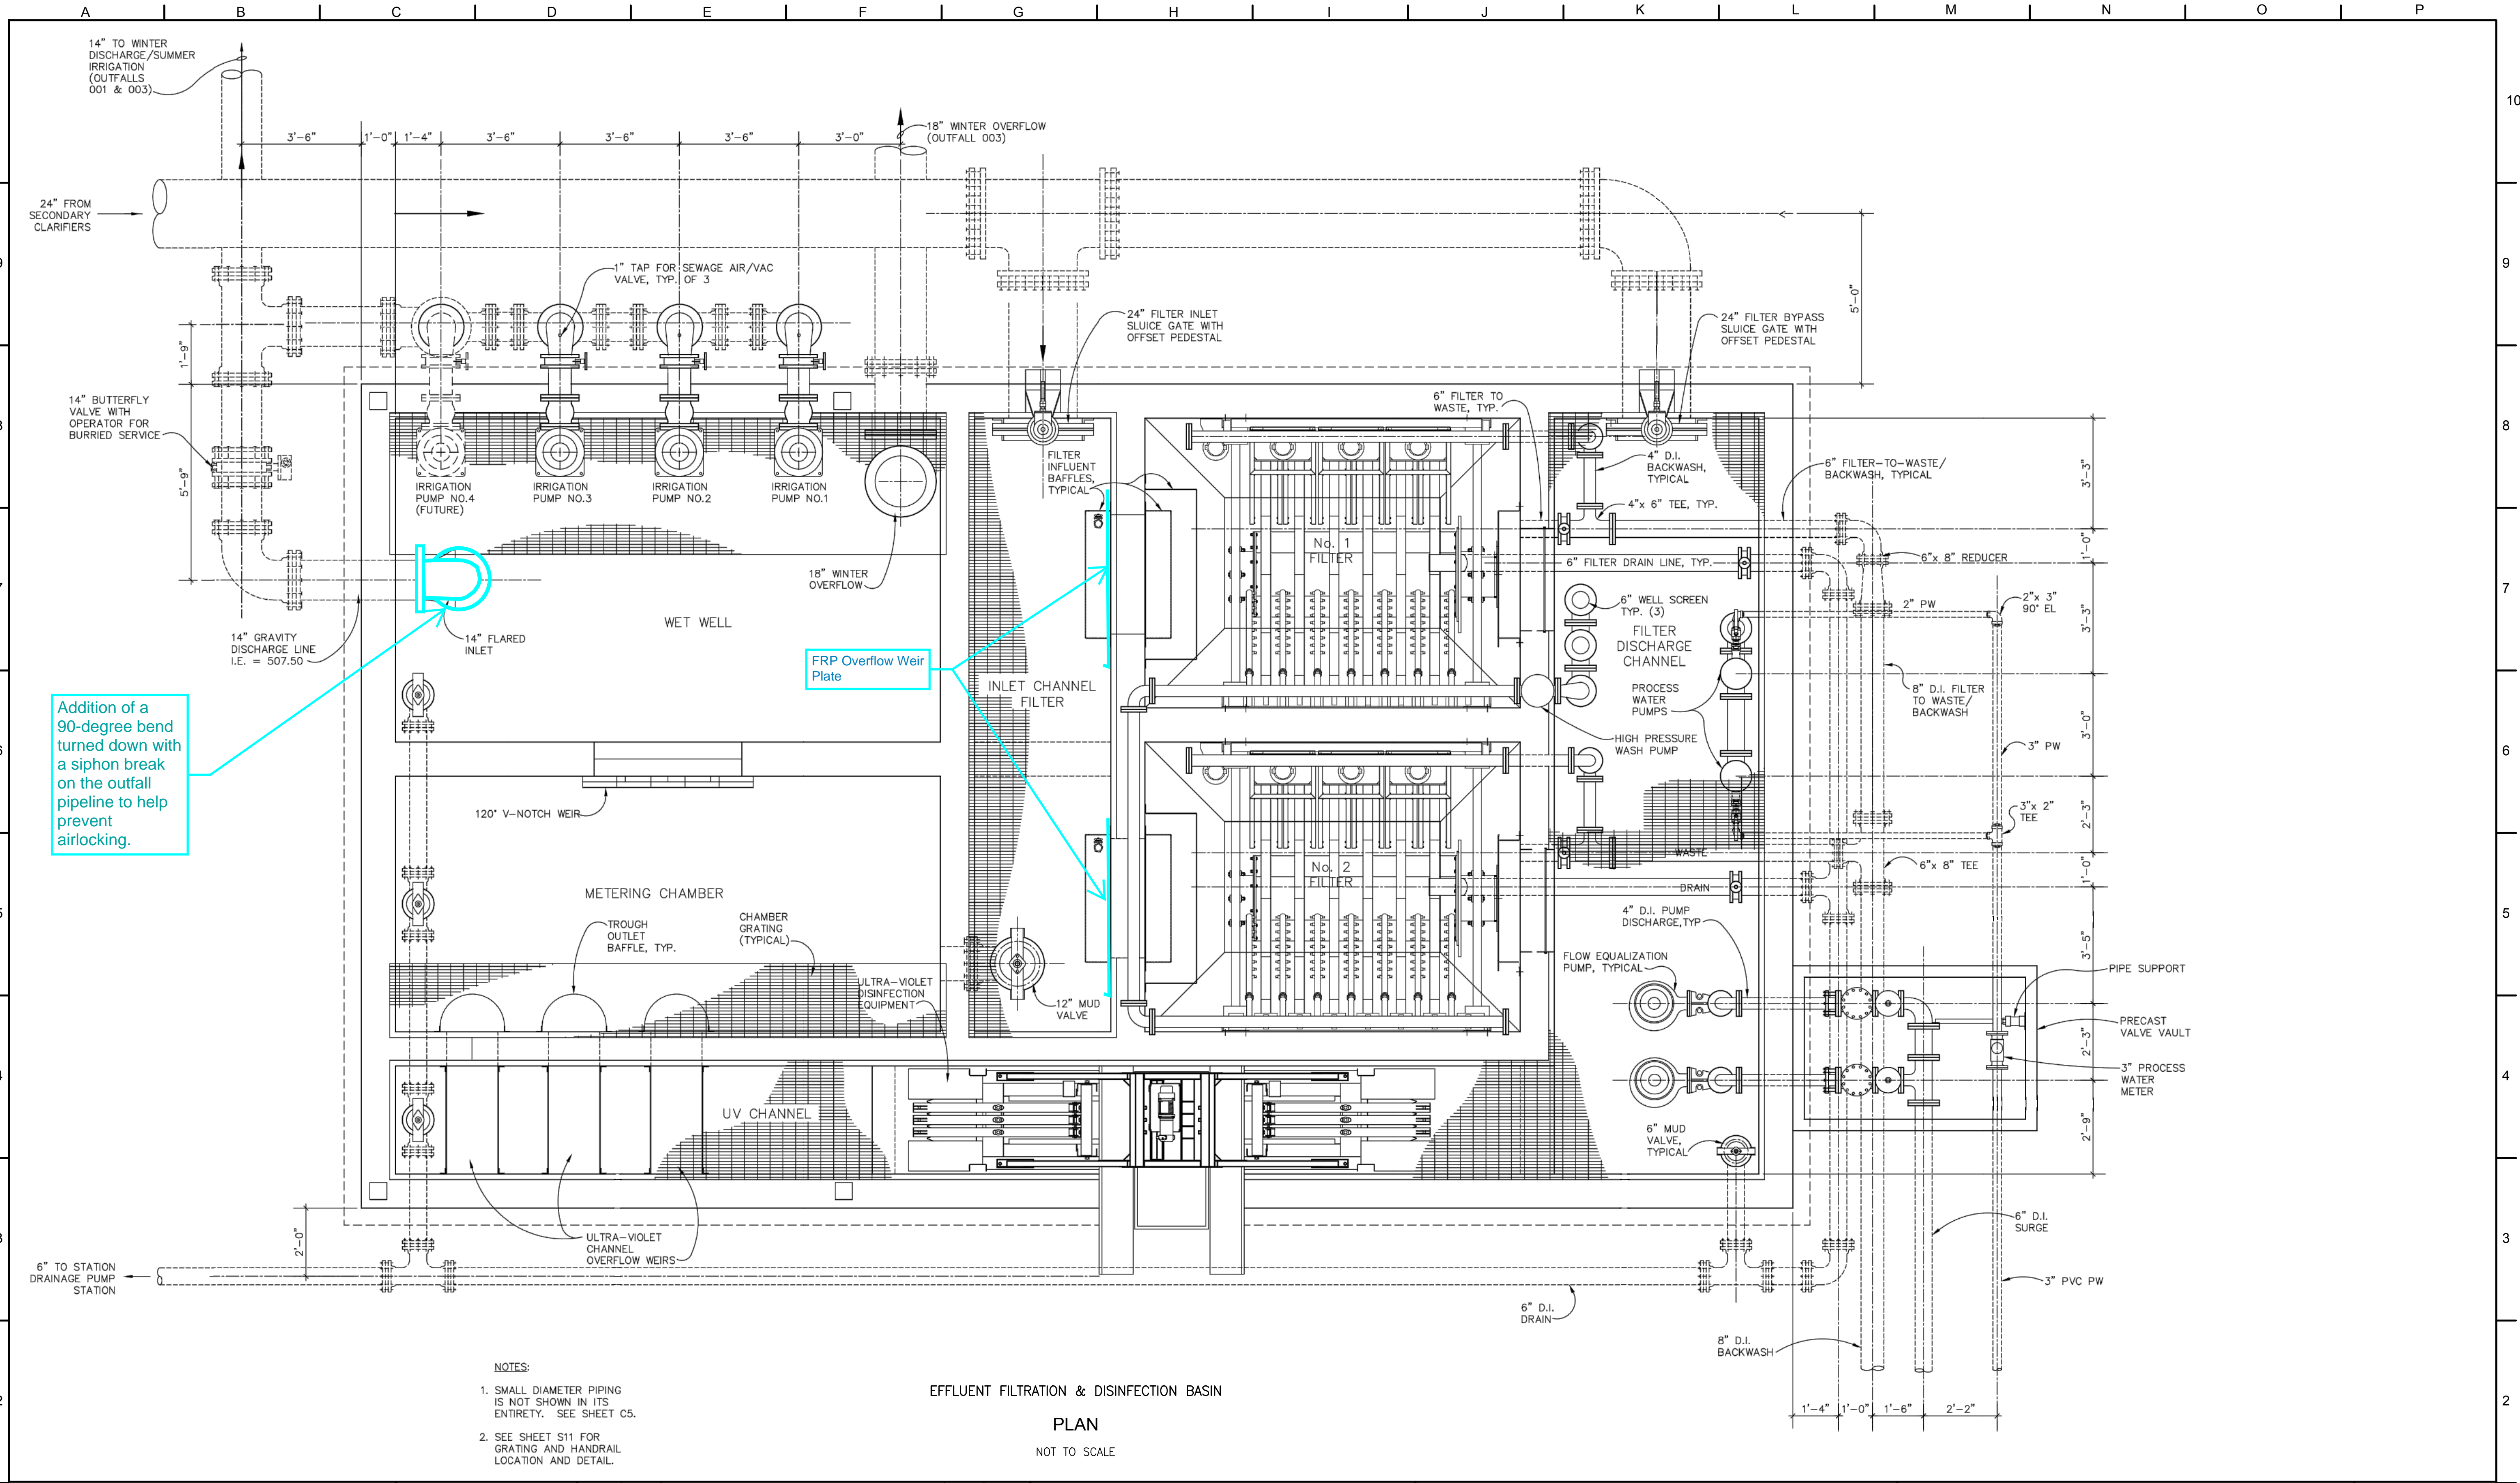 A B C D E F G H I J K L M N O P
14" TO WINTER
DISCHARGE/SUMMER
IRRIGATION
(OUTFALLS
001 & 003)
3'-6" 1'-0" 1'-4" 3'-6" 3'-6" 3'-6" 3'-0"
18" WINTER OVERFLOW
(OUTFALL 003)
10
24" FROM
SECONDARY
CLARIFIERS
9
1" TAP FOR SEWAGE AIR/VAC
VALVE, TYP. OF 3
24" FILTER INLET
SLUICE GATE WITH
OFFSET PEDESTAL
24" FILTER BYPASS
SLUICE GATE WITH
OFFSET PEDESTAL
5'-0"
9
1'-9"
14" BUTTERFLY
VALVE WITH
OPERATOR FOR
BURRIED SERVICE
5'-9"
IRRIGATION
PUMP NO.4
(FUTURE)
IRRIGATION
PUMP NO.3
IRRIGATION
PUMP NO.2
IRRIGATION
PUMP NO.1
FILTER
INFLUENT
BAFFLES,
TYPICAL
6" FILTER TO
WASTE, TYP.
4" D.I.
BACKWASH,
TYPICAL
4"x 6" TEE, TYP.
6" FILTER-TO-WASTE/
BACKWASH, TYPICAL
3'-3"
8
8
1'-0"
No. 1
FILTER
6" FILTER DRAIN LINE, TYP.
6"x 8" REDUCER
18" WINTER
OVERFLOW
14" GRAVITY
DISCHARGE LINE
I.E. = 507.50
14" FLARED
INLET
WET WELL
6" WELL SCREEN
TYP. (3)
FILTER
DISCHARGE
CHANNEL
2" PW
2"x 3"
90° EL
3'-3"
7
7
FRP Overflow Weir
Plate
INLET CHANNEL
FILTER
PROCESS
WATER
PUMPS
8" D.I. FILTER
TO WASTE/
BACKWASH
Addition of a
90-degree bend
turned down with
a siphon break
on the outfall
pipeline to help
prevent
airlocking.
HIGH PRESSURE
WASH PUMP
3" PW
3'-0"
6
6
120° V-NOTCH WEIR
3"x 2"
TEE
2'-3"
No. 2
FILTER
WASTE
DRAIN
6"x 8" TEE
1'-0"
METERING CHAMBER
TROUGH
OUTLET
BAFFLE, TYP.
CHAMBER
GRATING
(TYPICAL)
4" D.I. PUMP
DISCHARGE,TYP
5
5
FLOW EQUALIZATION
PUMP, TYPICAL
3'-5"
PIPE SUPPORT
ULTRA-VIOLET
DISINFECTION
EQUIPMENT
12" MUD
VALVE
PRECAST
VALVE VAULT
2'-3"
3" PROCESS
WATER
METER
4
4
UV CHANNEL
6" MUD
VALVE,
TYPICAL
2'-9"
2'-0"
ULTRA-VIOLET
CHANNEL
OVERFLOW WEIRS
6" D.I.
SURGE
3
3
6" TO STATION
DRAINAGE PUMP
STATION
3" PVC PW
6" D.I.
DRAIN
8" D.I.
BACKWASH
NOTES:
1. SMALL DIAMETER PIPING
IS NOT SHOWN IN ITS
ENTIRETY. SEE SHEET C5.
2. SEE SHEET S11 FOR
GRATING AND HANDRAIL
LOCATION AND DETAIL.
EFFLUENT FILTRATION & DISINFECTION BASIN
PLAN
NOT TO SCALE
1'-4" 1'-0" 1'-6" 2'-2"
2
2